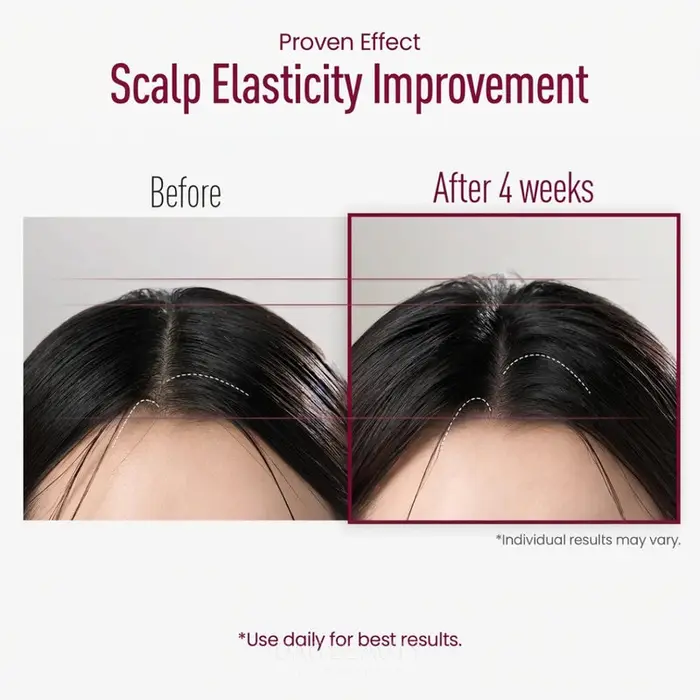 Proven Effect
Scalp Elasticity Improvement
Before
After 4 weeks
*Individual results may vary.
*Use daily for best results.